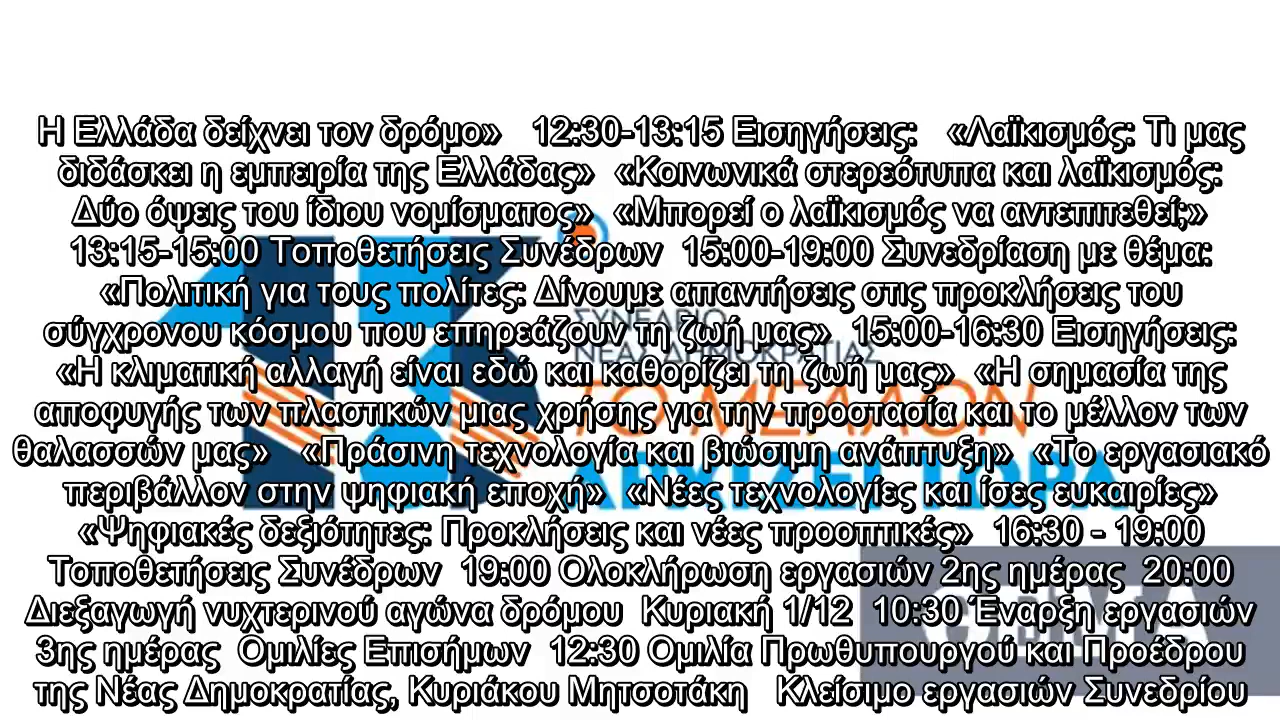 Η Ελλάδα δείχνει τον δρόμο» 12:30-13:15 Εισηγήσεις: «Λαϊκισμός: Τι μας
διδάσκει η εμπειρία της Ελλάδας» «Κοινωνικά στερεότυπα και λαϊκισμός:
Δύο όψεις του ίδιου νομίσματος» «Μπορεί ο λαϊκισμός να αντεπιτεθεί;»
13:15-15:00 Τοποθετήσεις Συνέδρων 15:00-19:00 Συνεδρίαση με θέμα:
«Πολιτική για τους πολίτες: Δίνουμε απαντήσεις στις προκλήσεις του
σύγχρονου κόσμου που επηρεάζουν τη ζωή μας» 15:00-16:30 Εισηγήσεις:
«Η κλιματική αλλαγή είναι εδώ και καθορίζει τη ζωή μας» «Η σημασία της
αποφυγής των πλαστικών μιας χρήσης για την προστασία και το μέλλον των
θαλασσών μας» «Πράσινη τεχνολογία και βιώσιμη ανάπτυξη» «Το εργασιακό
περιβάλλον στην ψηφιακή εποχή» «Νέες τεχνολογίες και ίσες ευκαιρίες»
«Ψηφιακές δεξιότητες: Προκλήσεις και νέες προοπτικές» 16:30 - 19:00
Τοποθετήσεις Συνέδρων 19:00 Ολοκλήρωση εργασιών 2ης ημέρας 20:00
Διεξαγωγή νυχτερινού αγώνα δρόμου Κυριακή 1/12 10:30 Έναρξη εργασιών
3ης ημέρας Ομιλίες Επισήμων 12:30 Ομιλία Πρωθυπουργού και Προέδρου
της Νέας Δημοκρατίας, Κυριάκου Μητσοτάκη Κλείσιμο εργασιών Συνεδρίου
ΣΥΝΕΔΡΙΟ
ΝΕΑΣ ΔΗΜΟΚΡΑΤΙΑΣ
ΤΟ ΜΕΛΛΟΝ